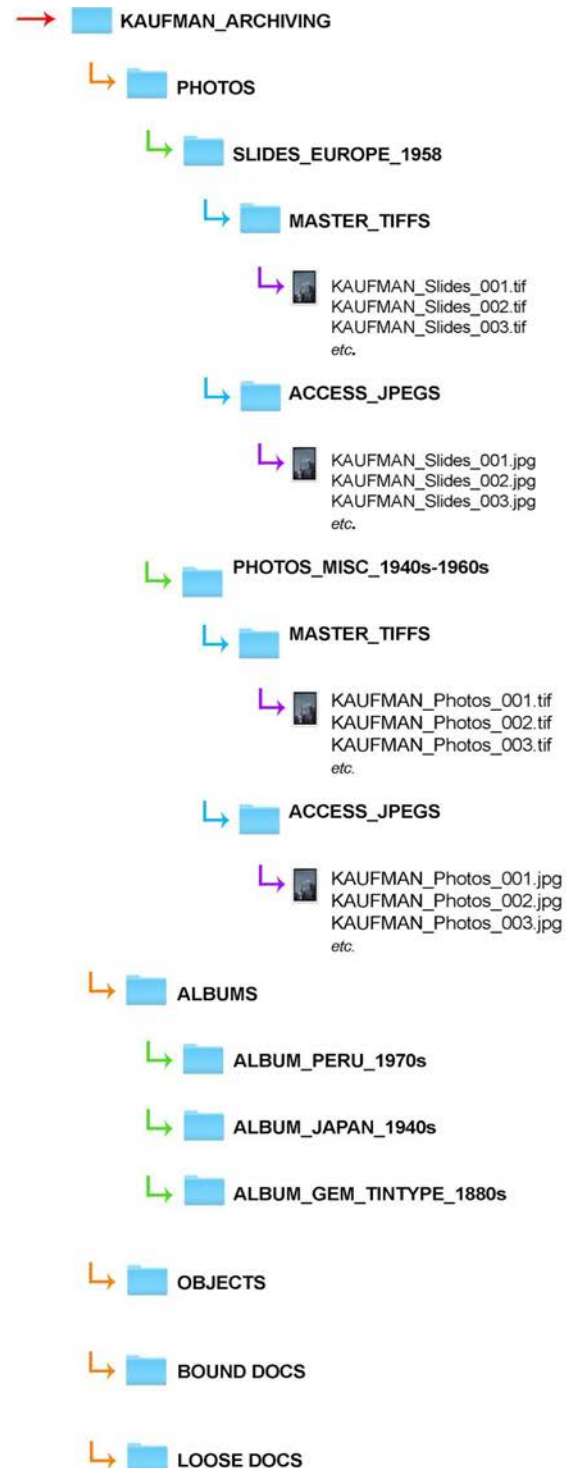 KAUFMAN_ARCHIVING
PHOTOS
SLIDES_EUROPE_1958
MASTER_TIFFS
KAUFMAN_Slides_001.tif
KAUFMAN_Slides_002.tif
KAUFMAN_Slides_003.tif
etc.
ACCESS_JPEGS
KAUFMAN_Slides_001.jpg
KAUFMAN_Slides_002.jpg
KAUFMAN_Slides_003.jpg
etc.
PHOTOS_MISC_1940s-1960s
MASTER_TIFFS
KAUFMAN_Photos_001.tif
KAUFMAN_Photos_002.tif
KAUFMAN_Photos_003.tif
etc.
ACCESS_JPEGS
KAUFMAN_Photos_001.jpg
KAUFMAN_Photos_002.jpg
KAUFMAN_Photos_003.jpg
etc.
ALBUMS
ALBUM_PERU_1970s
ALBUM_JAPAN_1940s
ALBUM_GEM_TINTYPE_1880s
OBJECTS
BOUND DOCS
LOOSE DOCS